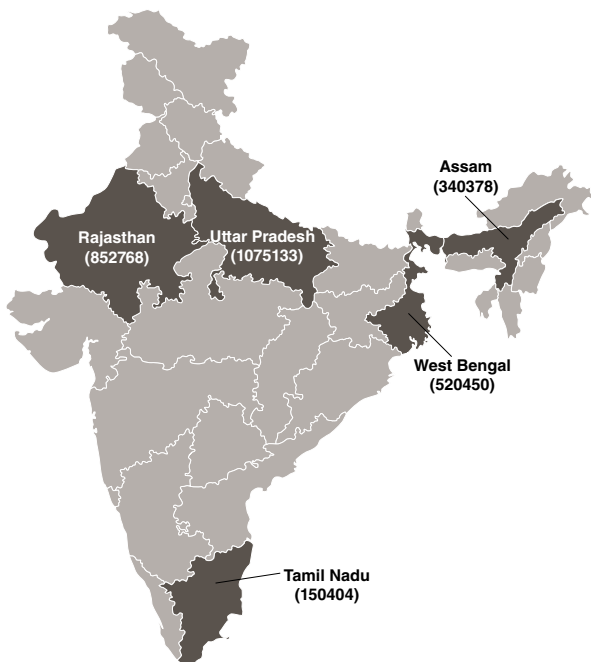 Assam
(340378)
Rajasthan
(852768)
Uttar Pradesh
(1075133)
West Bengal
(520450)
Tamil Nadu
(150404)